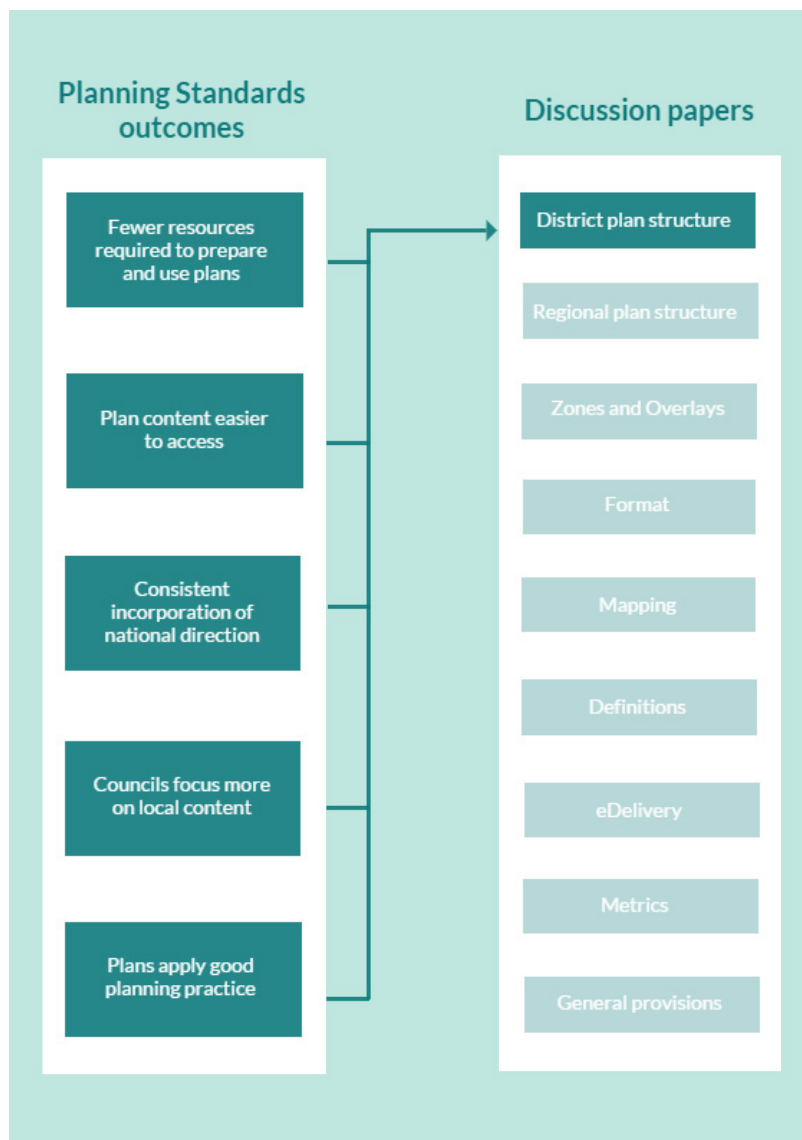 Planning Standards
outcomes
Fewer resources
required to prepare
and use plans
Plan content easier
to access
Consistent
incorporation of
national direction
Councils focus more
on local content
Plans apply good
planning practice
Discussion papers
District plan structure
Regional plan structure
Zones and Overlays
Format
Mapping
Definitions
eDelivery
Metrics
General provisions